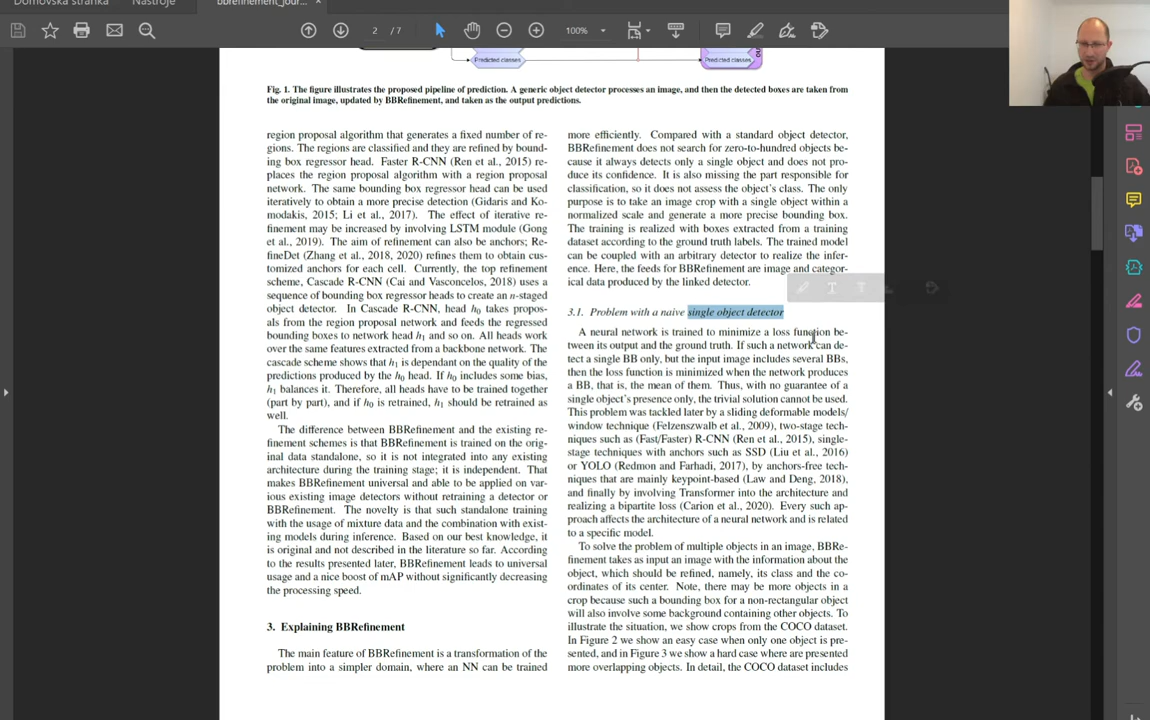 Domovská stránka
Nástroje
bbrefinement_jour...
×
2 / 7
100%
Predicted classes
Predicted classes
Fig. 1. The figure illustrates the proposed pipeline of prediction. A generic object detector processes an image, and then the detected boxes are taken from
the original image, updated by BBRefinement, and taken as the output predictions.
region proposal algorithm that generates a fixed number of re-
gions. The regions are classified and they are refined by bound-
ing box regressor head. Faster R-CNN (Ren et al., 2015) re-
places the region proposal algorithm with a region proposal
network. The same bounding box regressor head can be used
iteratively to obtain a more precise detection (Gidaris and Ko-
modakis, 2015; Li et al., 2017). The effect of iterative re-
finement may be increased by involving LSTM module (Gong
et al., 2019). The aim of refinement can also be anchors; Re-
fineDet (Zhang et al., 2018, 2020) refines them to obtain cus-
tomized anchors for each cell. Currently, the top refinement
scheme, Cascade R-CNN (Cai and Vasconcelos, 2018) uses a
sequence of bounding box regressor heads to create an n-staged
object detector. In Cascade R-CNN, head h0 takes propos-
als from the region proposal network and feeds the regressed
bounding boxes to network head h1 and so on. All heads work
over the same features extracted from a backbone network. The
cascade scheme shows that h1 is dependant on the quality of the
predictions produced by the h0 head. If h0 includes some bias,
h1 balances it. Therefore, all heads have to be trained together
(part by part), and if h0 is retrained, h1 should be retrained as
well.
The difference between BBRefinement and the existing re-
finement schemes is that BBRefinement is trained on the orig-
inal data standalone, so it is not integrated into any existing
architecture during the training stage; it is independent. That
makes BBRefinement universal and able to be applied on var-
ious existing image detectors without retraining a detector or
BBRefinement. The novelty is that such standalone training
with the usage of mixture data and the combination with exist-
ing models during inference. Based on our best knowledge, it
is original and not described in the literature so far. According
to the results presented later, BBRefinement leads to universal
usage and a nice boost of mAP without significantly decreasing
the processing speed.
3. Explaining BBRefinement
The main feature of BBRefinement is a transformation of the
problem into a simpler domain, where an NN can be trained
more efficiently. Compared with a standard object detector,
BBRefinement does not search for zero-to-hundred objects be-
cause it always detects only a single object and does not pro-
duce its confidence. It is also missing the part responsible for
classification, so it does not assess the object's class. The only
purpose is to take an image crop with a single object within a
normalized scale and generate a more precise bounding box.
The training is realized with boxes extracted from a training
dataset according to the ground truth labels. The trained model
can be coupled with an arbitrary detector to realize the infer-
ence. Here, the feeds for BBRefinement are image and categor-
ical data produced by the linked detector.
3.1. Problem with a naive single object detector
A neural network is trained to minimize a loss function be-
tween its output and the ground truth. If such a network can de-
tect a single BB only, but the input image includes several BBs,
then the loss function is minimized when the network produces
a BB, that is, the mean of them. Thus, with no guarantee of a
single object's presence only, the trivial solution cannot be used.
This problem was tackled later by a sliding deformable models/
window technique (Felzenszwalb et al., 2009), two-stage tech-
niques such as (Fast/Faster) R-CNN (Ren et al., 2015), single-
stage techniques with anchors such as SSD (Liu et al., 2016)
or YOLO (Redmon and Farhadi, 2017), by anchors-free tech-
niques that are mainly keypoint-based (Law and Deng, 2018),
and finally by involving Transformer into the architecture and
realizing a bipartite loss (Carion et al., 2020). Every such ap-
proach affects the architecture of a neural network and is related
to a specific model.
To solve the problem of multiple objects in an image, BBRe-
finement takes as input an image with the information about the
object, which should be refined, namely, its class and the co-
ordinates of its center. Note, there may be more objects in a
crop because such a bounding box for a non-rectangular object
will also involve some background containing other objects. To
illustrate the situation, we show crops from the COCO dataset.
In Figure 2 we show an easy case when only one object is pre-
sented, and in Figure 3 we show a hard case where are presented
more overlapping objects. In detail, the COCO dataset includes